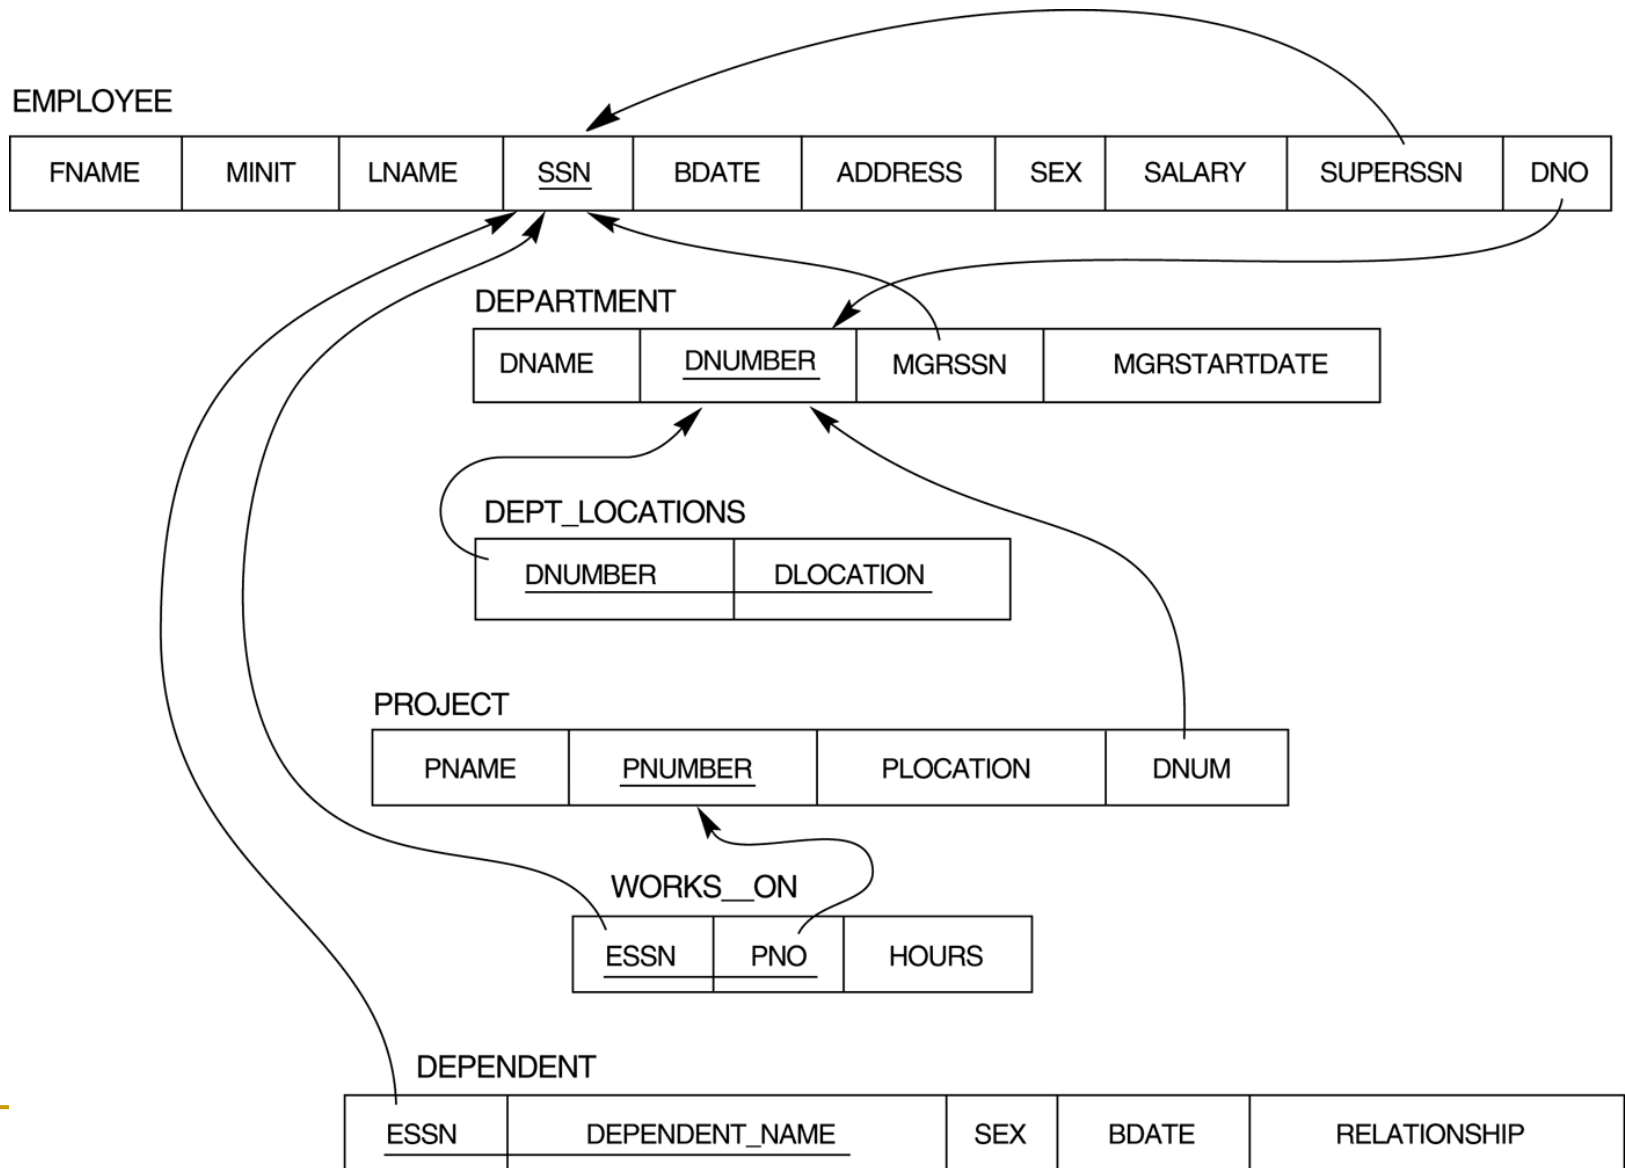 EMPLOYEE
FNAME MINIT LNAME SSN BDATE ADDRESS SEX SALARY SUPERSSN DNO
DEPARTMENT
DNAME DNUMBER MGRSSN MGRSTARTDATE
DEPT_LOCATIONS
DNUMBER DLOCATION
PROJECT
PNAME PNUMBER PLOCATION DNUM
WORKS__ON
ESSN PNO HOURS
DEPENDENT
ESSN DEPENDENT_NAME SEX BDATE RELATIONSHIP